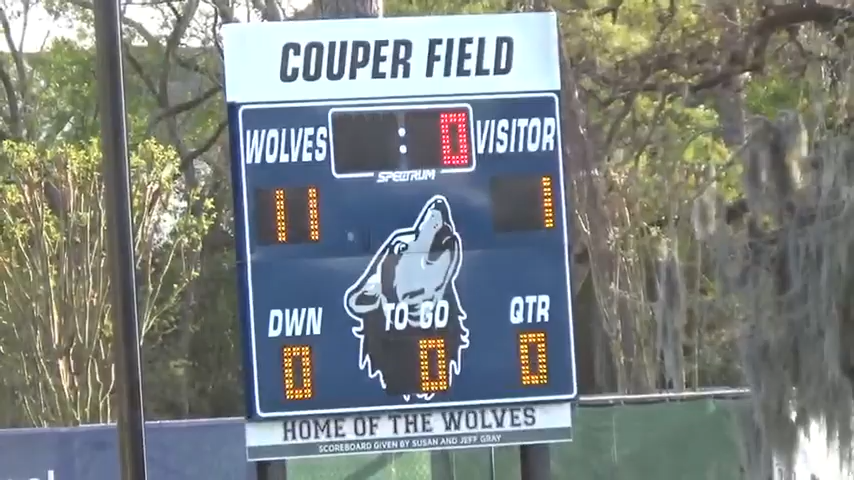 COUPER FIELD
WOLVES : 0 VISITOR
SPECTRUM
11 1
DWN TO GO QTR
0 0 0
HOME OF THE WOLVES
SCOREBOARD GIVEN BY SUSAN AND JEFF GRAY